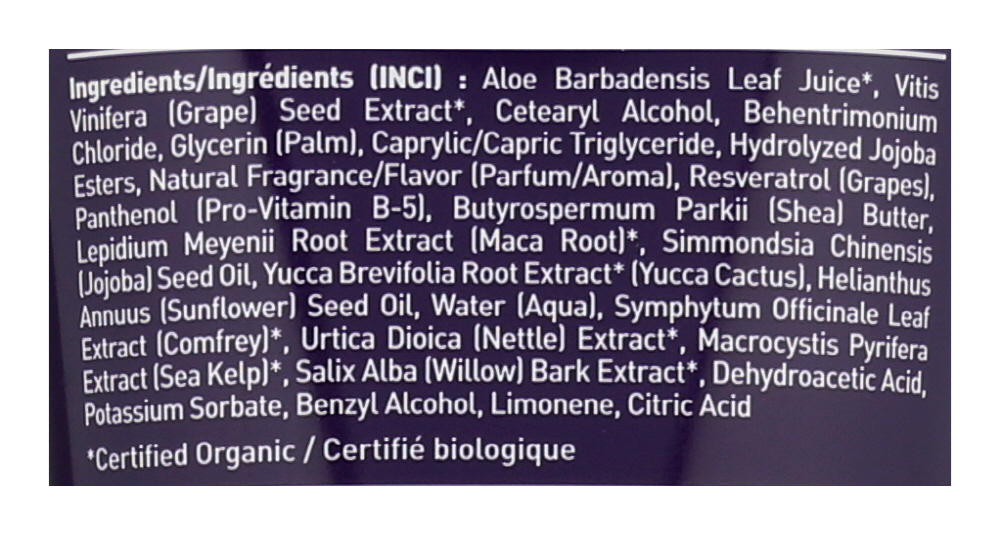 Ingredients/Ingrédients (INCI) : Aloe Barbadensis Leaf Juice*, Vitis
Vinifera (Grape) Seed Extract*, Cetearyl Alcohol, Behentrimonium
Chloride, Glycerin (Palm), Caprylic/Capric Triglyceride, Hydrolyzed Jojoba
Esters, Natural Fragrance/Flavor (Parfum/Aroma), Resveratrol (Grapes),
Panthenol (Pro-Vitamin B-5), Butyrospermum Parkii (Shea) Butter,
Lepidium Meyenii Root Extract (Maca Root)*, Simmondsia Chinensis
(Jojoba) Seed Oil, Yucca Brevifolia Root Extract* (Yucca Cactus), Helianthus
Annuus (Sunflower) Seed Oil, Water (Aqua), Symphytum Officinale Leaf
Extract (Comfrey)*, Urtica Dioica (Nettle) Extract*, Macrocystis Pyrifera
Extract (Sea Kelp)*, Salix Alba (Willow) Bark Extract*, Dehydroacetic Acid,
Potassium Sorbate, Benzyl Alcohol, Limonene, Citric Acid
*Certified Organic / Certifié biologique